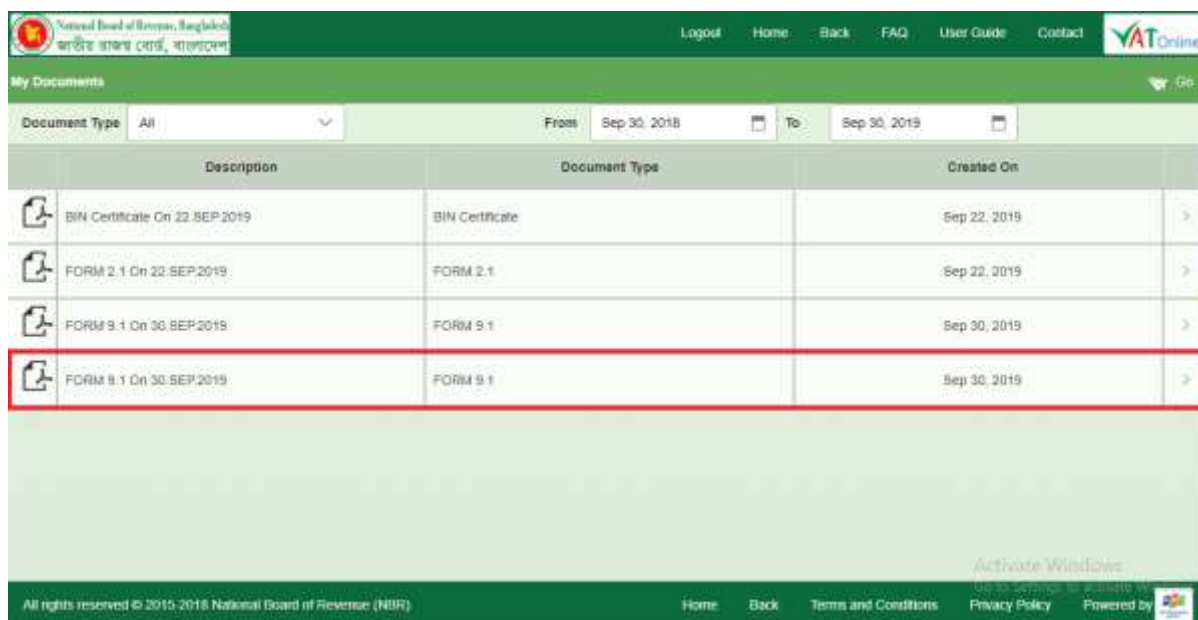 National Board of Revenue, Bangladesh
জাতীয় রাজস্ব বোর্ড, বাংলাদেশ
Logout Home Back FAQ User Guide Contact VAT Online
My Documents Go
Document Type All From Sep 30, 2018 To Sep 30, 2019
Description Document Type Created On
BIN Certificate On 22.SEP.2019 BIN Certificate Sep 22, 2019
FORM 2.1 On 22.SEP.2019 FORM 2.1 Sep 22, 2019
FORM 9.1 On 30.SEP.2019 FORM 9.1 Sep 30, 2019
FORM 9.1 On 30.SEP.2019 FORM 9.1 Sep 30, 2019
Activate Windows
Go to Settings to activate
All rights reserved © 2015-2018 National Board of Revenue (NBR) Home Back Terms and Conditions Privacy Policy Powered by